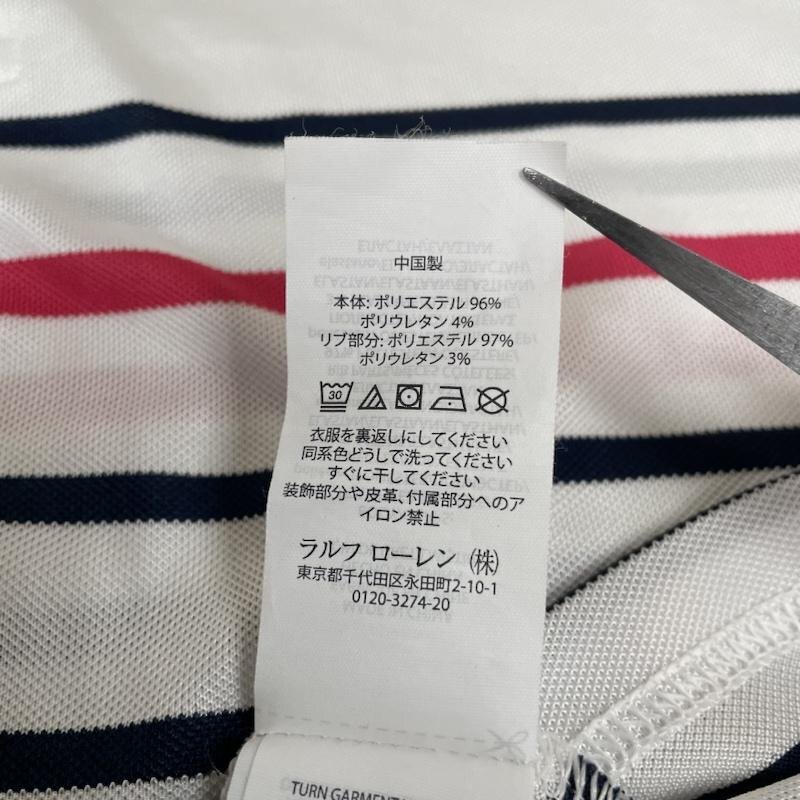 中国製
本体: ポリエステル 96%
ポリウレタン 4%
リブ部分: ポリエステル 97%
ポリウレタン 3%
30
衣服を裏返しにしてください
同系色どうしで洗ってください
すぐに干してください
装飾部分や皮革、付属部分へのア
イロン禁止
ラルフ ローレン (株)
東京都千代田区永田町2-10-1
0120-3274-20
TURN GARMENT